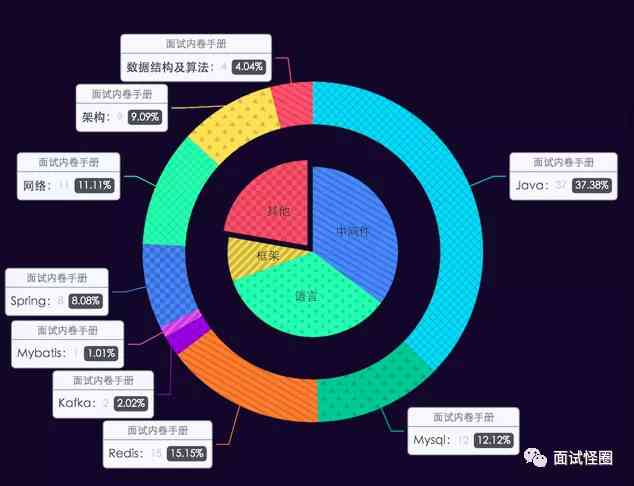 面试内卷手册
数据结构及算法: 4 4.04%
面试内卷手册
架构: 9 9.09%
面试内卷手册
网络: 11 11.11%
面试内卷手册
Java: 37 37.38%
其他
中间件
框架
语言
面试内卷手册
Spring: 8 8.08%
面试内卷手册
Mybatis: 1 1.01%
面试内卷手册
Kafka: 2 2.02%
面试内卷手册
Mysql: 12 12.12%
面试内卷手册
Redis: 15 15.15%
面试怪圈